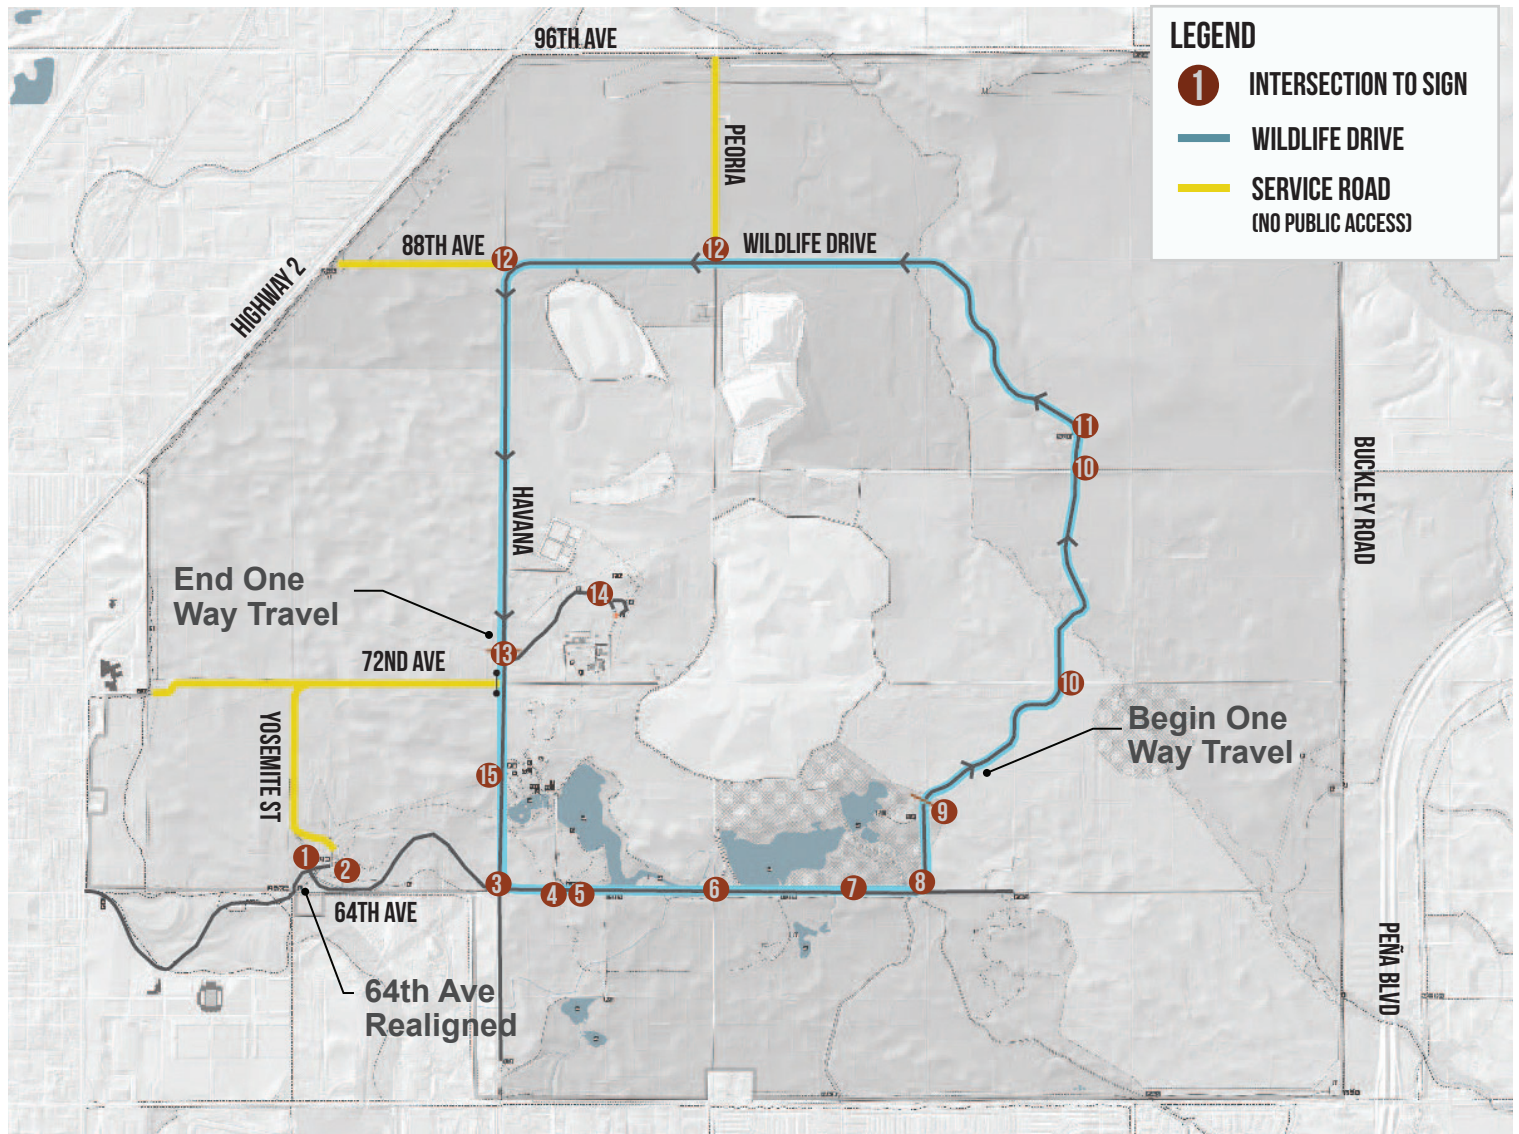 96TH AVE
LEGEND
1 INTERSECTION TO SIGN
WILDLIFE DRIVE
SERVICE ROAD
(NO PUBLIC ACCESS)
PEORIA
88TH AVE
12
12
WILDLIFE DRIVE
HIGHWAY 2
11
10
BUCKLEY ROAD
HAVANA
End One
Way Travel
14
13
72ND AVE
10
YOSEMITE ST
Begin One
Way Travel
15
9
1
2
3
4
5
6
7
8
64TH AVE
PEÑA BLVD
64th Ave
Realigned